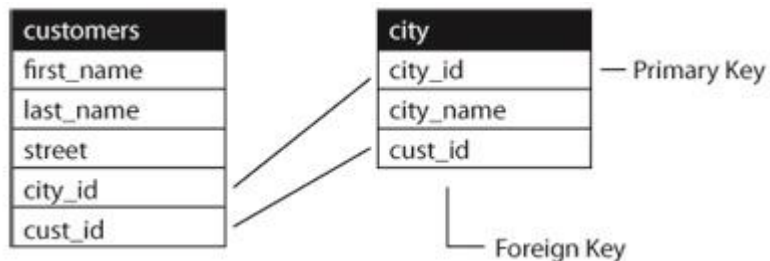 customers
first_name
last_name
street
city_id
cust_id
city
city_id
city_name
cust_id
Primary Key
Foreign Key